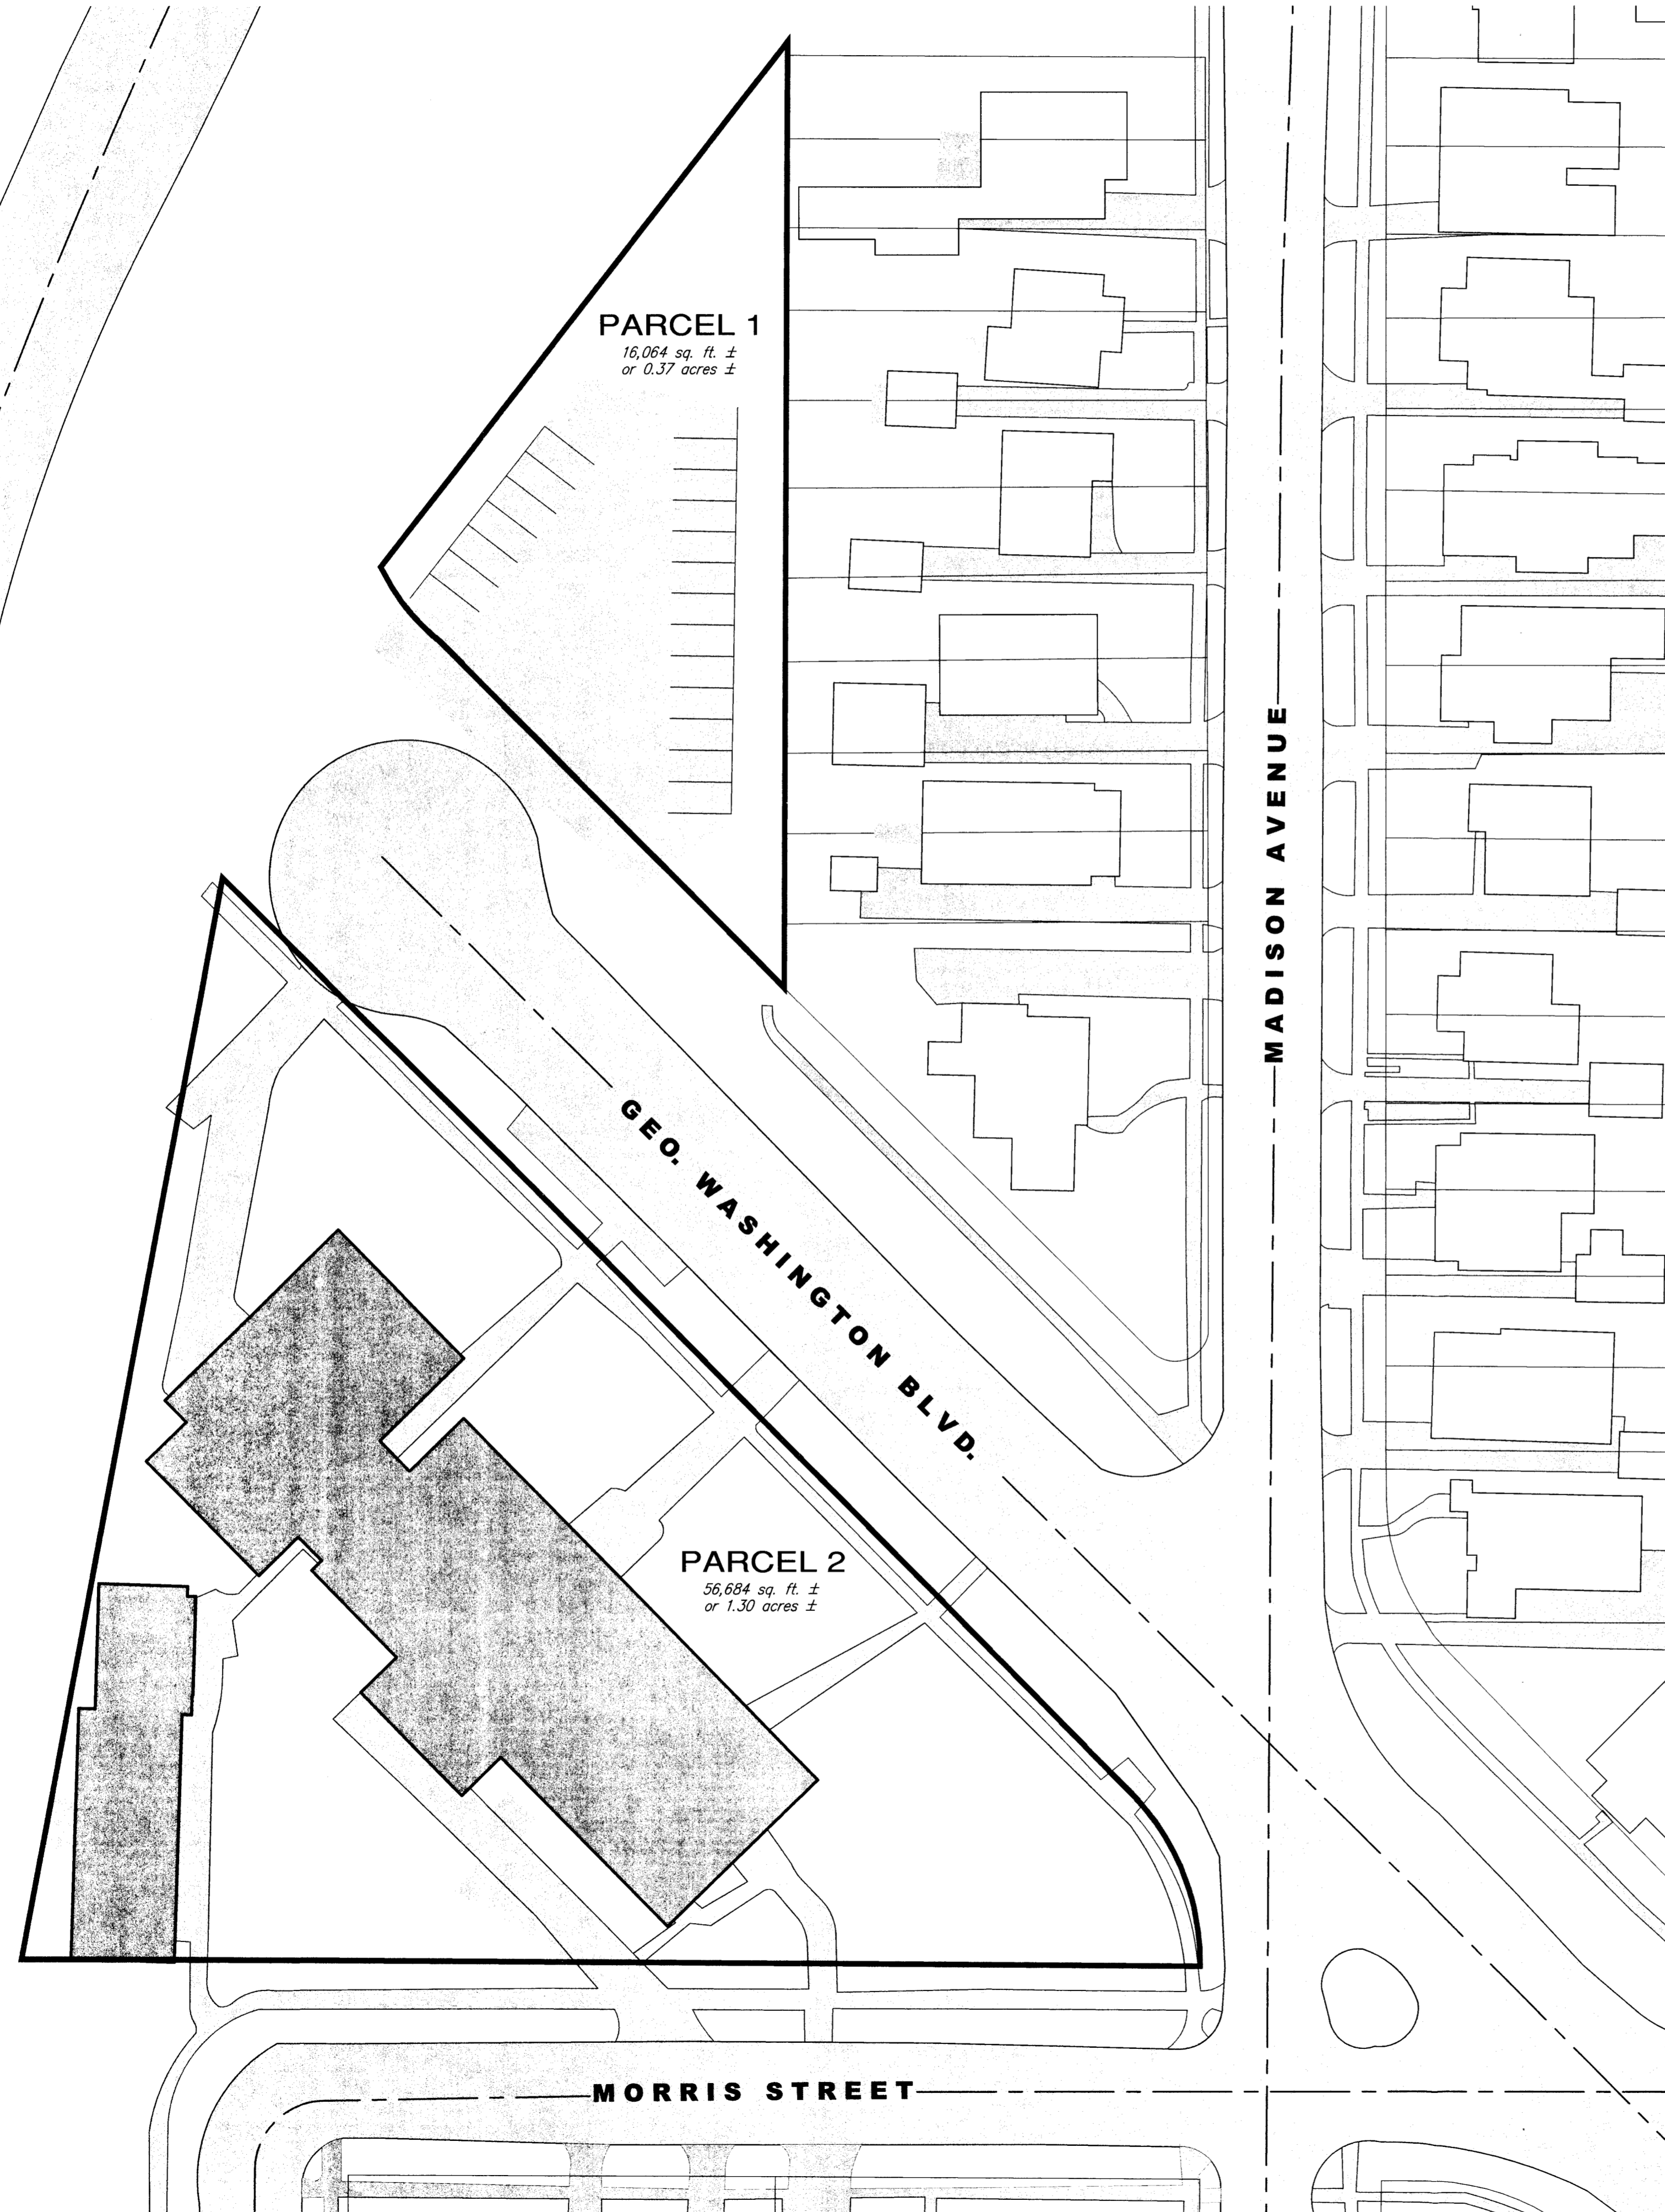 PARCEL 1
16,064 sq. ft. ±
or 0.37 acres ±
MADISON AVENUE
GEO. WASHINGTON BLVD.
PARCEL 2
56,684 sq. ft. ±
or 1.30 acres ±
MORRIS STREET